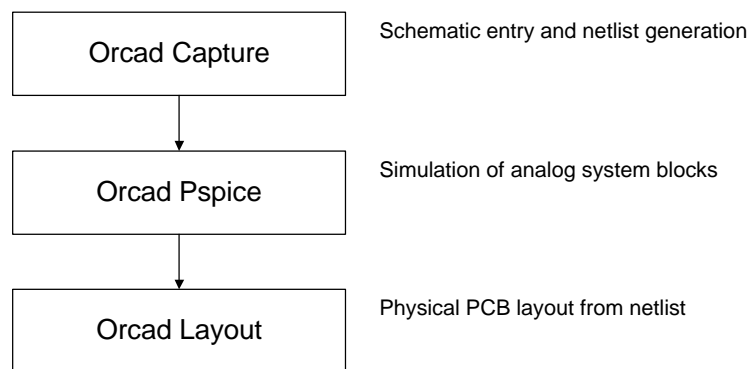 Orcad Capture
Schematic entry and netlist generation
Orcad Pspice
Simulation of analog system blocks
Orcad Layout
Physical PCB layout from netlist